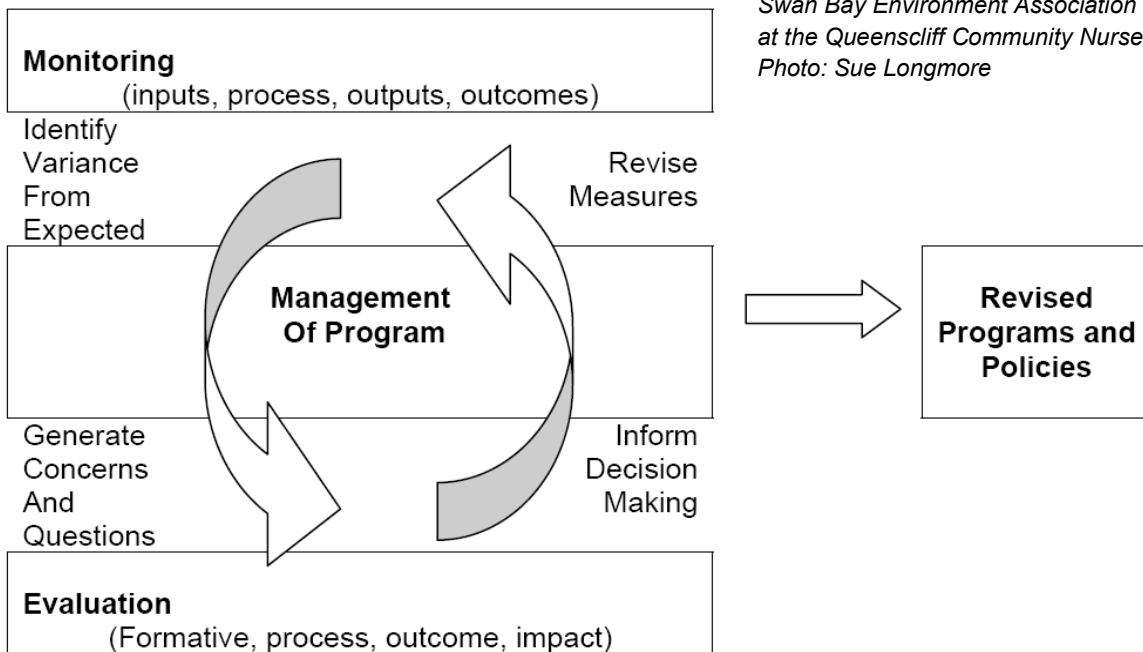 Swan Bay Environment Association
at the Queenscliff Community Nurse
Photo: Sue Longmore
Monitoring
(inputs, process, outputs, outcomes)
Identify
Variance
From
Expected
Revise
Measures
Management
Of Program
Revised
Programs and
Policies
Generate
Concerns
And
Questions
Inform
Decision
Making
Evaluation
(Formative, process, outcome, impact)